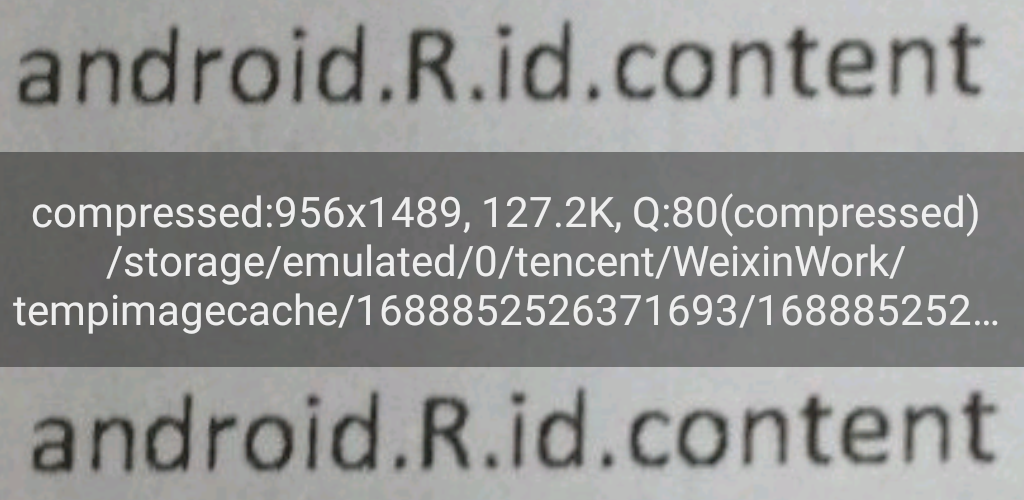 android.R.id.content
compressed:956x1489, 127.2K, Q:80(compressed)
/storage/emulated/0/tencent/WeixinWork/
tempimagecache/1688852526371693/168885252…
android.R.id.content